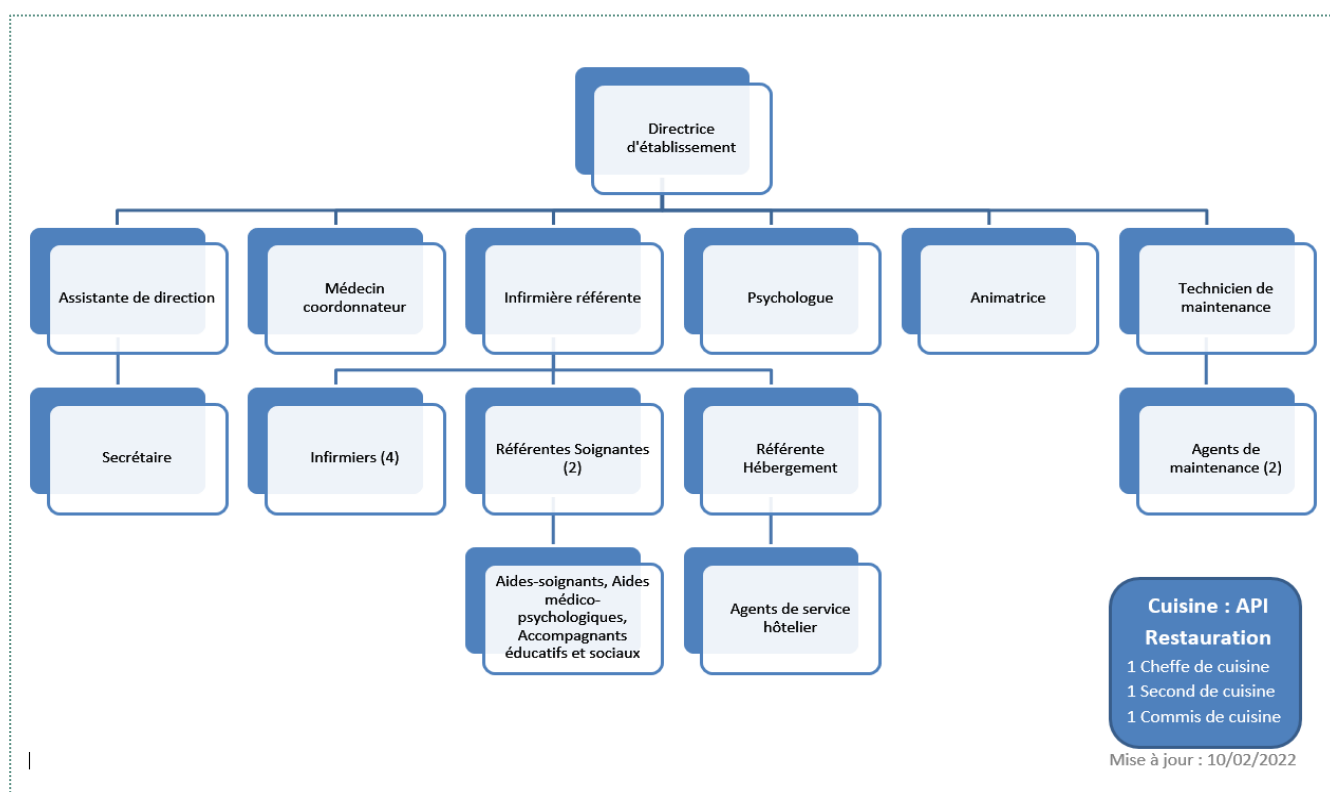 Directrice
d'établissement
Assistante de direction
Médecin
coordonnateur
Infirmière référente
Psychologue
Animatrice
Technicien de
maintenance
Secrétaire
Infirmiers (4)
Référentes Soignantes
(2)
Référente
Hébergement
Agents de
maintenance (2)
Aides-soignants, Aides
médico-
psychologiques,
Accompagnants
éducatifs et sociaux
Agents de service
hôtelier
Cuisine : API
Restauration
1 Cheffe de cuisine
1 Second de cuisine
1 Commis de cuisine
Mise à jour : 10/02/2022